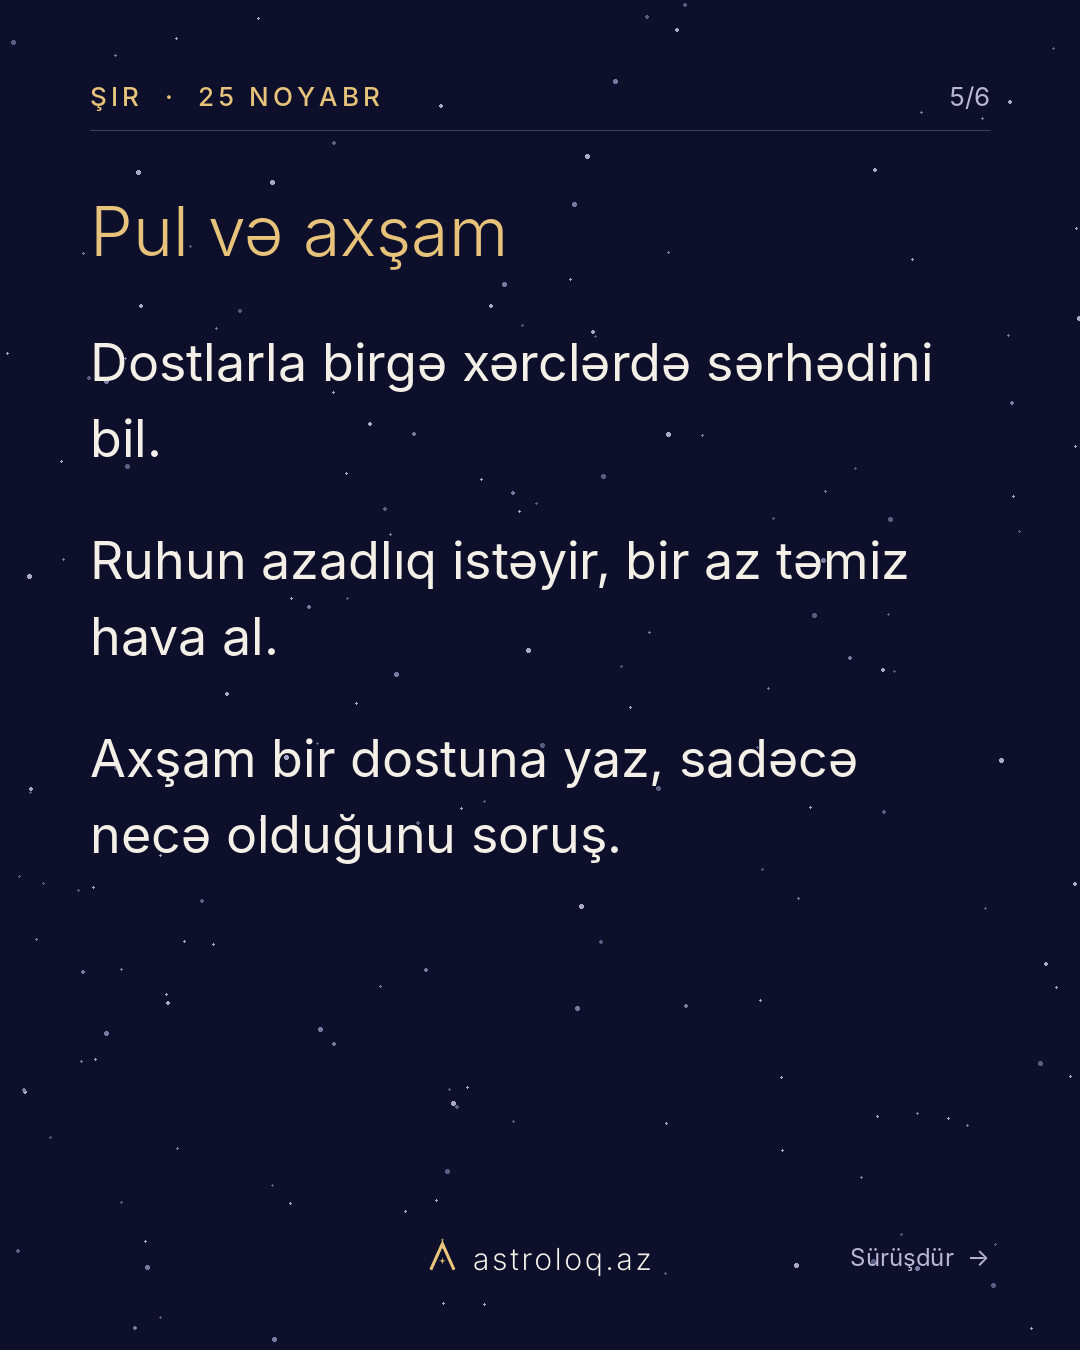 ŞIR · 25 NOYABR 5/6
Pul və axşam
Dostlarla birgə xərclərdə sərhədini
bil.
Ruhun azadlıq istəyir, bir az təmiz
hava al.
Axşam bir dostuna yaz, sadəcə
necə olduğunu soruş.
astroloq.az Sürüşdür →